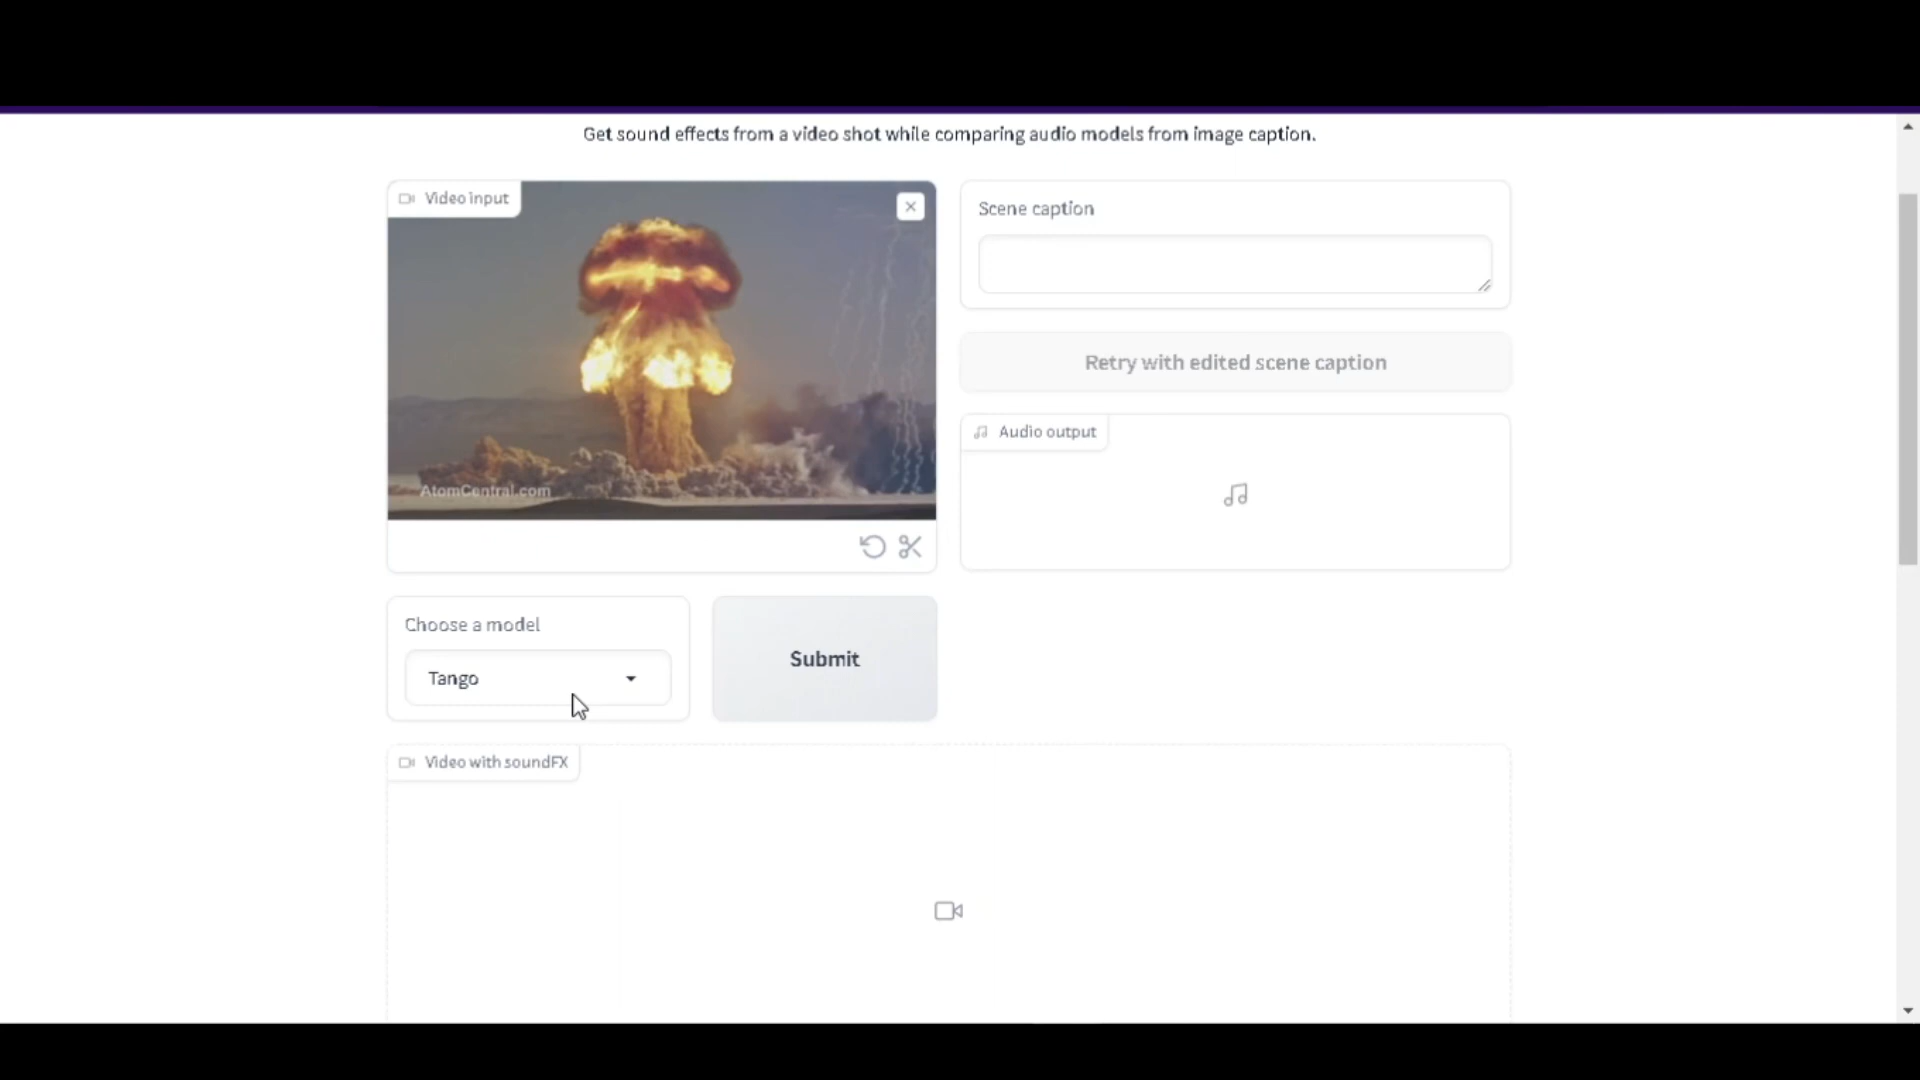 Get sound effects from a video shot while comparing audio models from image caption.
Video input
AtomCentral.com
Scene caption
Retry with edited scene caption
Audio output
Choose a model
Tango
Submit
Video with soundFX